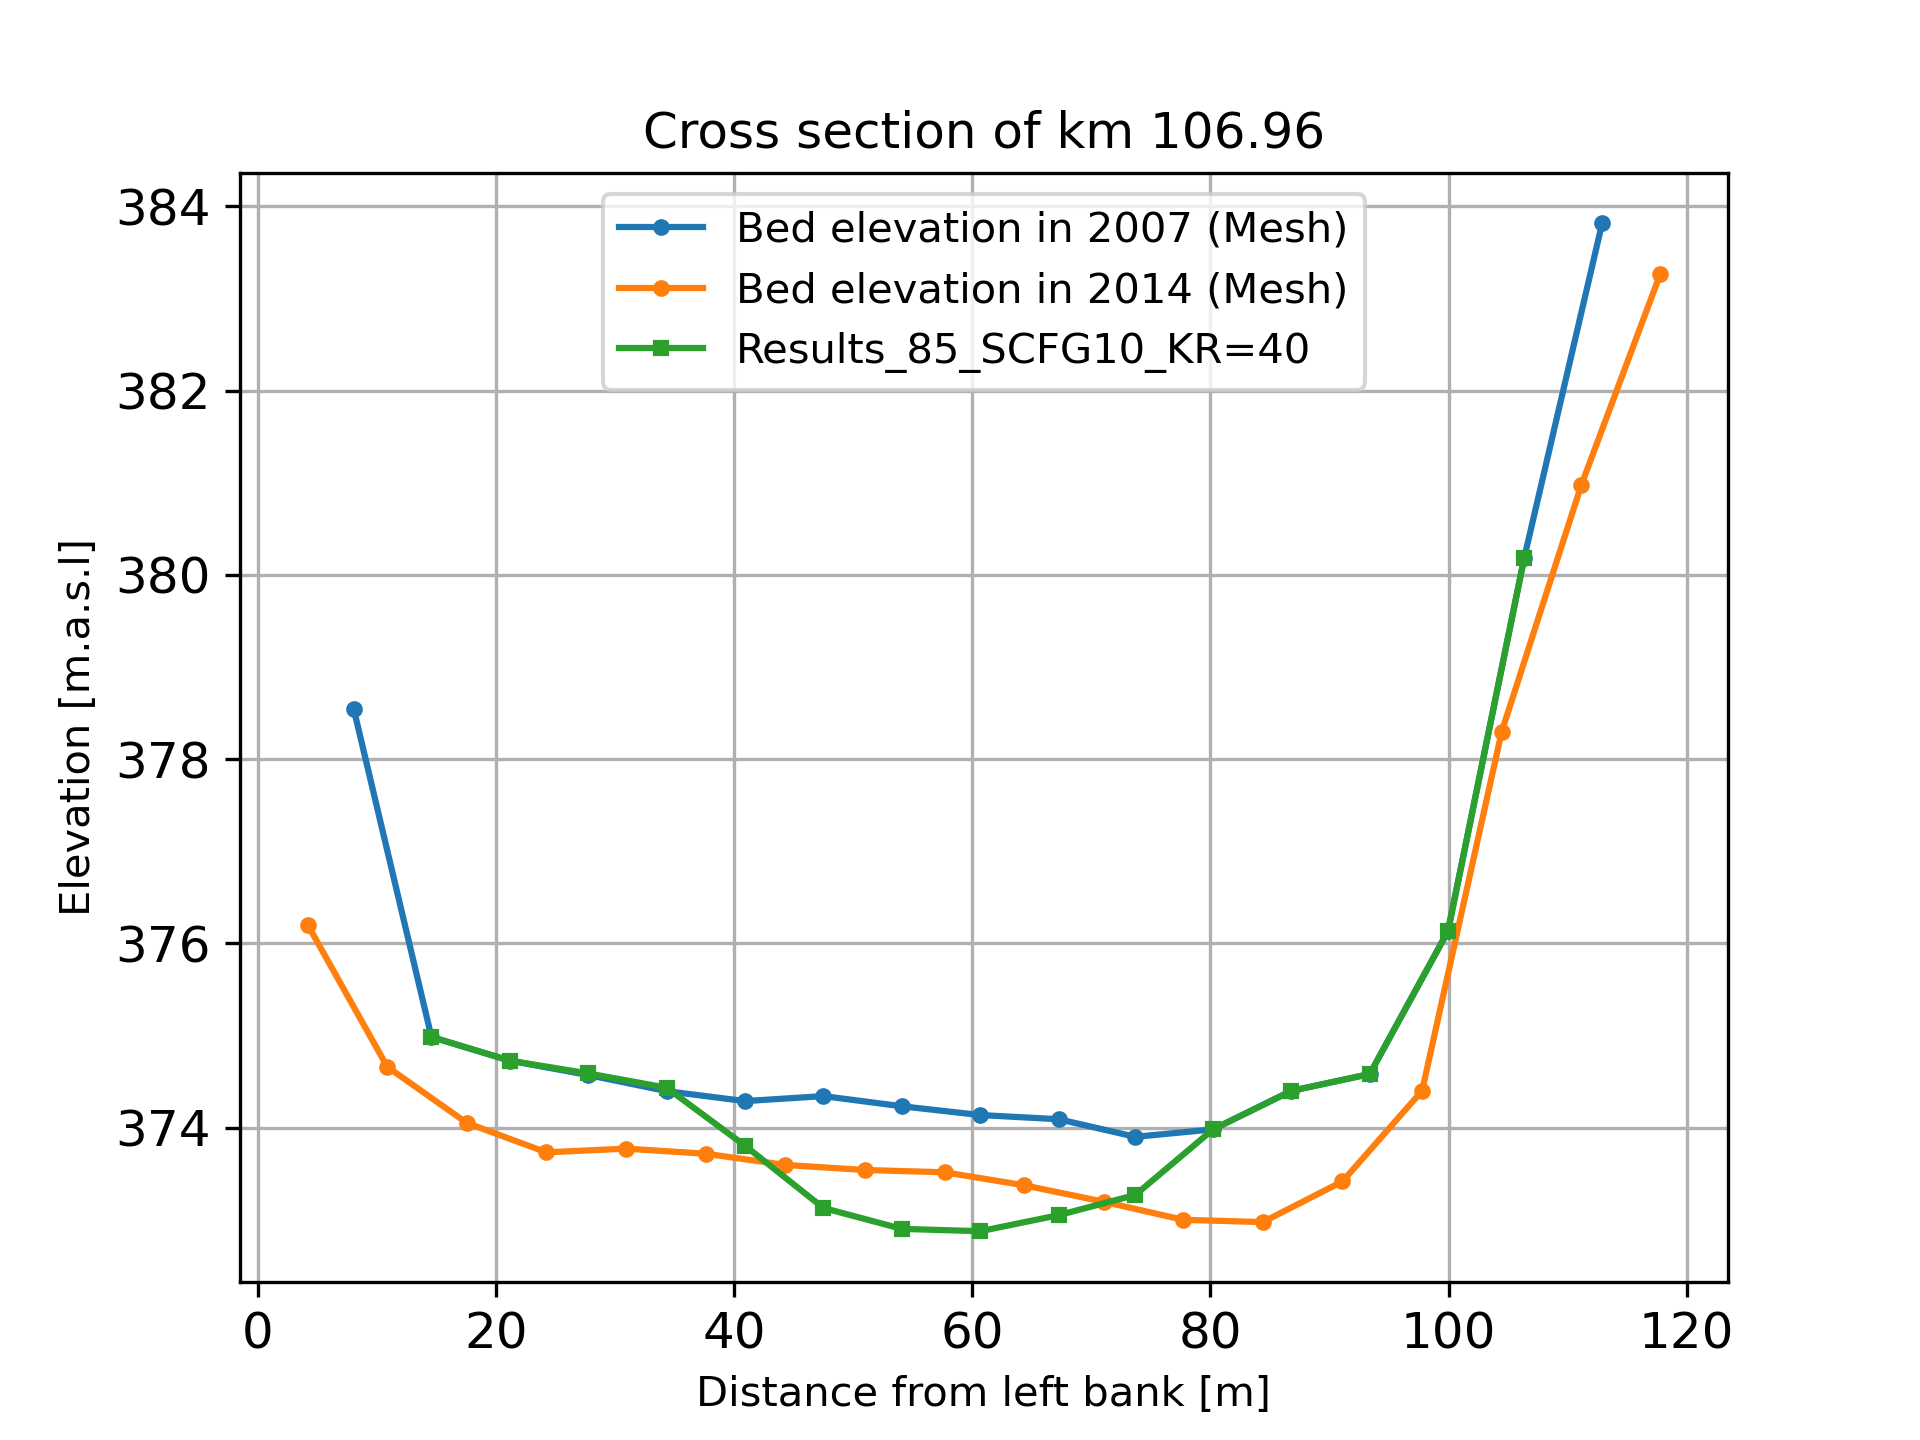 Cross section of km 106.96
Bed elevation in 2007 (Mesh)
Bed elevation in 2014 (Mesh)
Results_85_SCFG10_KR=40
Elevation [m.a.s.l]
384
382
380
378
376
374
0 20 40 60 80 100 120
Distance from left bank [m]